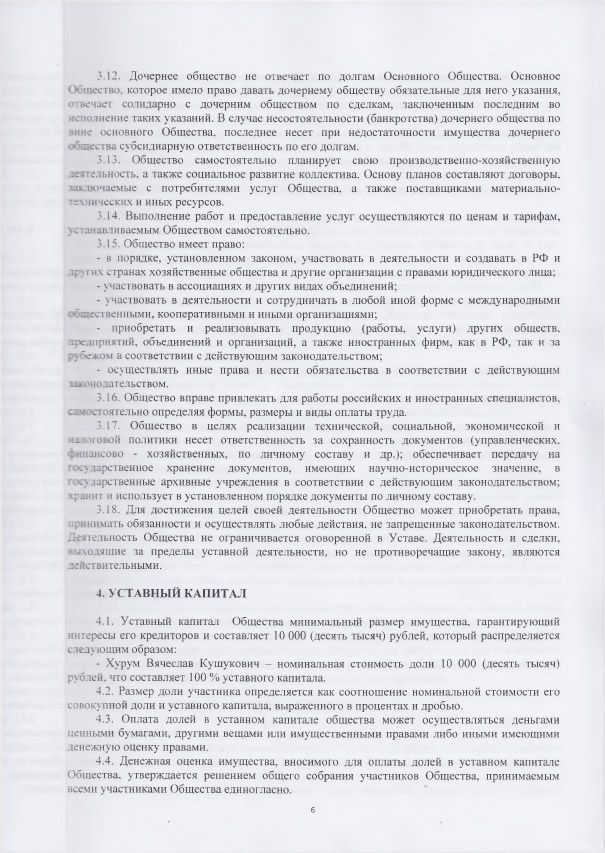 3.12. Дочернее общество не отвечает по долгам Основного Общества. Основное
Общество, которое имело право давать дочернему обществу обязательные для него указания,
отвечает солидарно с дочерним обществом по сделкам, заключенным последним во
исполнение таких указаний. В случае несостоятельности (банкротства) дочернего общества по
вине основного Общества, последнее несет при недостаточности имущества дочернего
общества субсидиарную ответственность по его долгам.
3.13. Общество самостоятельно планирует свою производственно-хозяйственную
деятельность, а также социальное развитие коллектива. Основу планов составляют договоры,
заключаемые с потребителями услуг Общества, а также поставщиками материально-
технических и иных ресурсов.
3.14. Выполнение работ и предоставление услуг осуществляются по ценам и тарифам,
устанавливаемым Обществом самостоятельно.
3.15. Общество имеет право:
- в порядке, установленном законом, участвовать в деятельности и создавать в РФ и
других странах хозяйственные общества и другие организации с правами юридического лица;
- участвовать в ассоциациях и других видах объединений;
- участвовать в деятельности и сотрудничать в любой иной форме с международными
общественными, кооперативными и иными организациями;
- приобретать и реализовывать продукцию (работы, услуги) других обществ,
предприятий, объединений и организаций, а также иностранных фирм, как в РФ, так и за
рубежом в соответствии с действующим законодательством;
- осуществлять иные права и нести обязательства в соответствии с действующим
законодательством.
3.16. Общество вправе привлекать для работы российских и иностранных специалистов,
самостоятельно определяя формы, размеры и виды оплаты труда.
3.17. Общество в целях реализации технической, социальной, экономической и
налоговой политики несет ответственность за сохранность документов (управленческих,
финансово - хозяйственных, по личному составу и др.); обеспечивает передачу на
государственное хранение документов, имеющих научно-историческое значение, в
государственные архивные учреждения в соответствии с действующим законодательством;
хранит и использует в установленном порядке документы по личному составу.
3.18. Для достижения целей своей деятельности Общество может приобретать права,
принимать обязанности и осуществлять любые действия, не запрещенные законодательством.
Деятельность Общества не ограничивается оговоренной в Уставе. Деятельность и сделки,
выходящие за пределы уставной деятельности, но не противоречащие закону, являются
действительными.
4. УСТАВНЫЙ КАПИТАЛ
4.1. Уставный капитал Общества минимальный размер имущества, гарантирующий
интересы его кредиторов и составляет 10 000 (десять тысяч) рублей, который распределяется
следующим образом:
- Хурум Вячеслав Кушукович – номинальная стоимость доли 10 000 (десять тысяч)
рублей, что составляет 100 % уставного капитала.
4.2. Размер доли участника определяется как соотношение номинальной стоимости его
совокупной доли и уставного капитала, выраженного в процентах и дробью.
4.3. Оплата долей в уставном капитале общества может осуществляться деньгами
ценными бумагами, другими вещами или имущественными правами либо иными имеющими
денежную оценку правами.
4.4. Денежная оценка имущества, вносимого для оплаты долей в уставном капитале
Общества, утверждается решением общего собрания участников Общества, принимаемым
всеми участниками Общества единогласно.
6